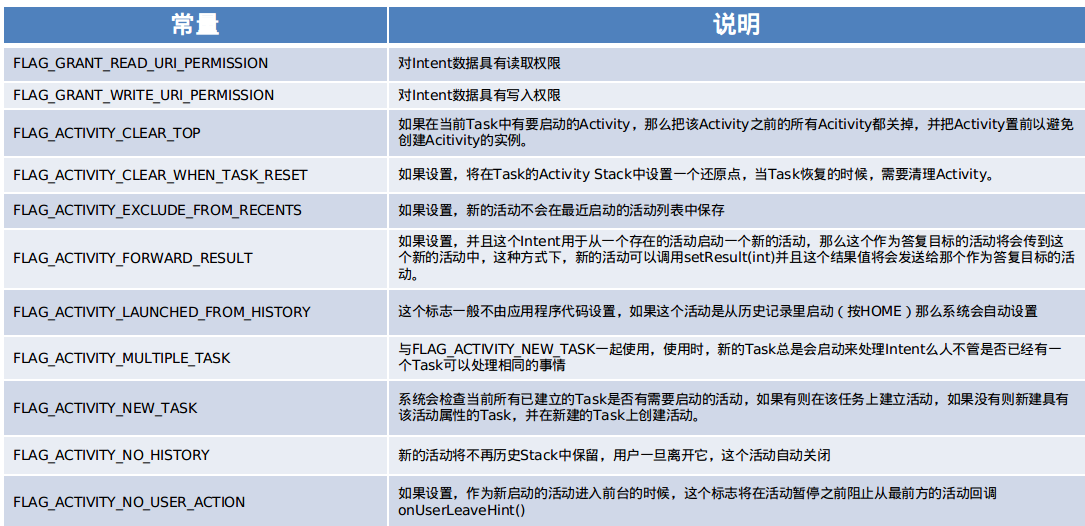 常量
说明
FLAG_GRANT_READ_URI_PERMISSION
对Intent数据具有读取权限
FLAG_GRANT_WRITE_URI_PERMISSION
对Intent数据具有写入权限
FLAG_ACTIVITY_CLEAR_TOP
如果在当前Task中有要启动的Activity，那么把该Activity之前的所有Acitivity都关掉，并把Activity置前以避免
创建Acitivity的实例。
FLAG_ACTIVITY_CLEAR_WHEN_TASK_RESET
如果设置，将在Task的Activity Stack中设置一个还原点，当Task恢复的时候，需要清理Activity。
FLAG_ACTIVITY_EXCLUDE_FROM_RECENTS
如果设置，新的活动不会在最近启动的活动列表中保存
FLAG_ACTIVITY_FORWARD_RESULT
如果设置，并且这个Intent用于从一个存在的活动启动一个新的活动，那么这个作为答复目标的活动将会传到这
个新的活动中，这种方式下，新的活动可以调用setResult(int)并且这个结果值将会发送给那个作为答复目标的活
动。
FLAG_ACTIVITY_LAUNCHED_FROM_HISTORY
这个标志一般不由应用程序代码设置，如果这个活动是从历史记录里启动（按HOME）那么系统会自动设置
FLAG_ACTIVITY_MULTIPLE_TASK
与FLAG_ACTIVITY_NEW_TASK一起使用，使用时，新的Task总是会启动来处理Intent么人不管是否已经有一
个Task可以处理相同的事情
FLAG_ACTIVITY_NEW_TASK
系统会检查当前所有已建立的Task是否有需要启动的活动，如果有则在该任务上建立活动，如果没有则新建具有
该活动属性的Task，并在新建的Task上创建活动。
FLAG_ACTIVITY_NO_HISTORY
新的活动将不再历史Stack中保留，用户一旦离开它，这个活动自动关闭
FLAG_ACTIVITY_NO_USER_ACTION
如果设置，作为新启动的活动进入前台的时候，这个标志将在活动暂停之前阻止从最前方的活动回调
onUserLeaveHint()